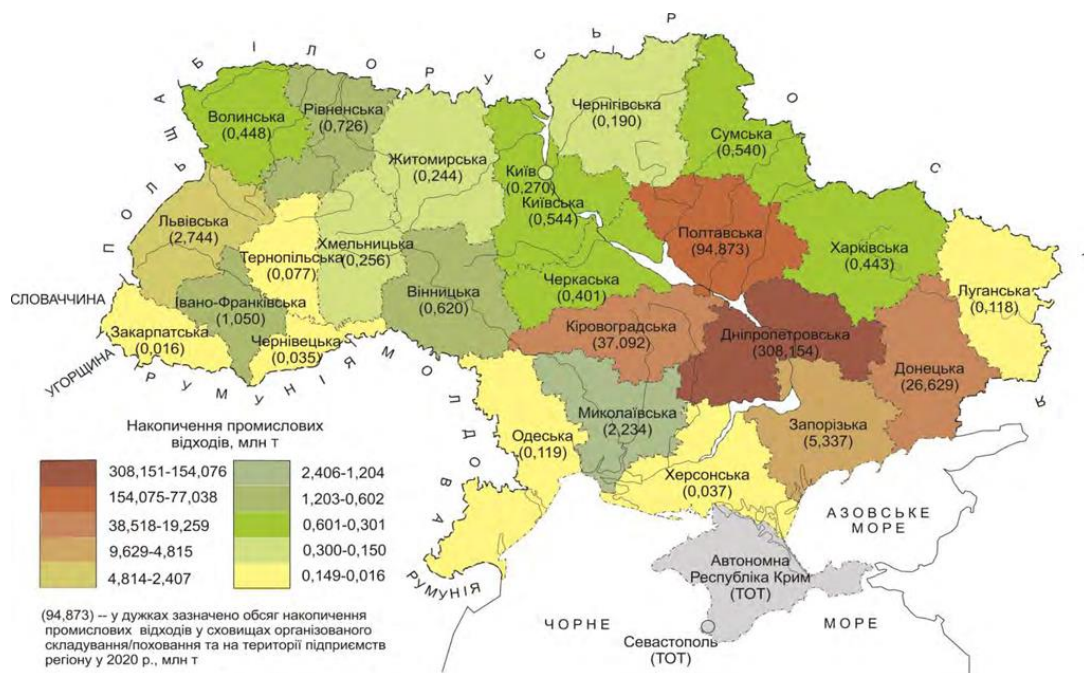 БІЛОРУСЬ
РОСІЯ
ПОЛЬЩА
СЛОВАЧЧИНА
УГОРЩИНА
РУМУНІЯ
МОЛДОВА
РУМУНІЯ
Волинська
(0,448)
Рівненська
(0,726)
Житомирська
(0,244)
Київ
(0,270)
Київська
(0,544)
Чернігівська
(0,190)
Сумська
(0,540)
Львівська
(2,744)
Тернопільська
(0,077)
Хмельницька
(0,256)
Вінницька
(0,620)
Черкаська
(0,401)
Полтавська
(94,873)
Харківська
(0,443)
Луганська
(0,118)
Івано-Франківська
(1,050)
Закарпатська
(0,016)
Чернівецька
(0,035)
Кіровоградська
(37,092)
Дніпропетровська
(308,154)
Донецька
(26,629)
Одеська
(0,119)
Миколаївська
(2,234)
Запорізька
(5,337)
Херсонська
(0,037)
Автономна
Республіка Крим
(ТОТ)
Севастополь
(ТОТ)
АЗОВСЬКЕ
МОРЕ
ЧОРНЕ МОРЕ
Накопичення промислових
відходів, млн т
308,151-154,076
154,075-77,038
38,518-19,259
9,629-4,815
4,814-2,407
2,406-1,204
1,203-0,602
0,601-0,301
0,300-0,150
0,149-0,016
(94,873) -- у дужках зазначено обсяг накопичення
промислових відходів у сховищах організованого
складування/поховання та на території підприємств
регіону у 2020 р., млн т